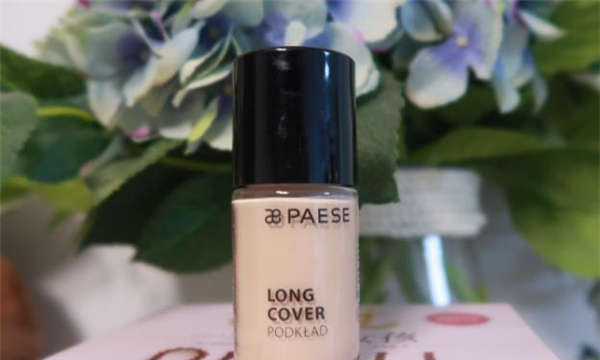 æ PAESE
LONG
COVER
PODKŁAD